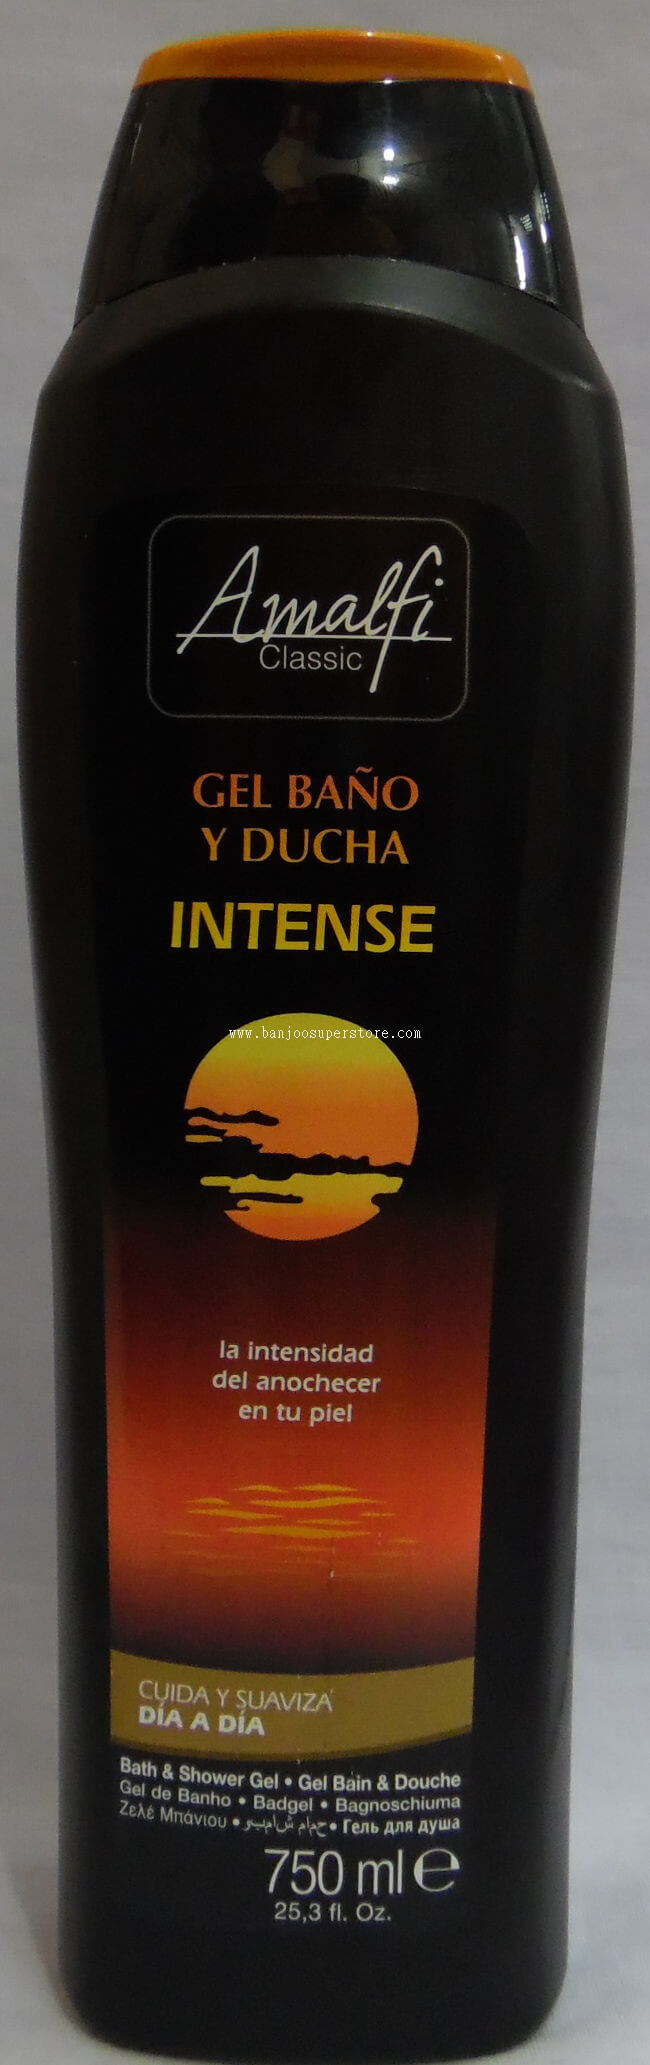 Amalfi
Classic
GEL BAÑO
Y DUCHA
INTENSE
www.banjoosuperstore.com
la intensidad
del anochecer
en tu piel
CUIDA Y SUAVIZA
DÍA A DÍA
Bath & Shower Gel • Gel Bain & Douche
Gel de Banho • Badgel • Bagnoschiuma
Ζελέ Μπάνιου • حمام شامبو • Гель для душа
750 ml ℮
25,3 fl. Oz.